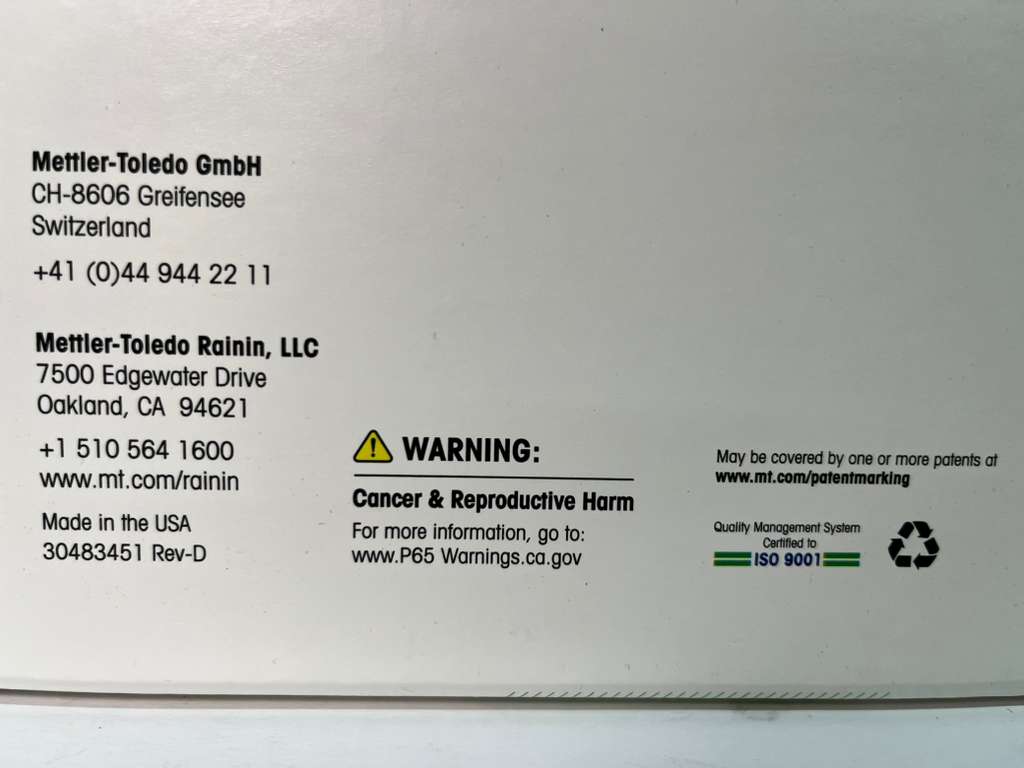 Mettler-Toledo GmbH
CH-8606 Greifensee
Switzerland
+41 (0)44 944 22 11
Mettler-Toledo Rainin, LLC
7500 Edgewater Drive
Oakland, CA 94621
+1 510 564 1600
www.mt.com/rainin
Made in the USA
30483451 Rev-D
WARNING:
Cancer & Reproductive Harm
For more information, go to:
www.P65 Warnings.ca.gov
May be covered by one or more patents at
www.mt.com/patentmarking
Quality Management System
Certified to
ISO 9001